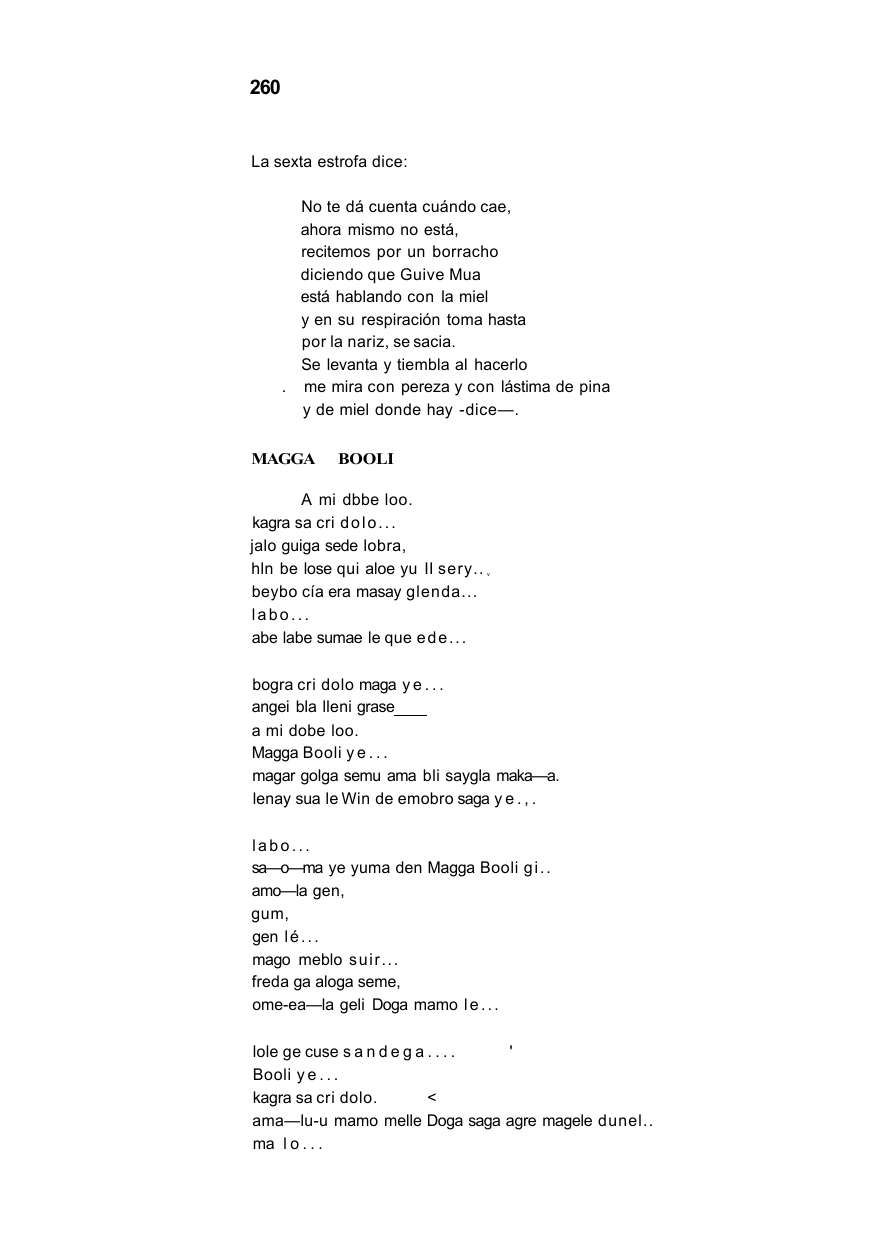 260
La sexta estrofa dice:
No te dá cuenta cuándo cae,
ahora mismo no está,
recitemos por un borracho
diciendo que Guive Mua
está hablando con la miel
y en su respiración toma hasta
por la nariz, se sacia.
Se levanta y tiembla al hacerlo
. me mira con pereza y con lástima de pina
y de miel donde hay -dice—.
MAGGA BOOLI
A mi dbbe loo.
kagra sa cri dolo...
jalo guiga sede lobra,
hln be lose qui aloe yu II sery...
beybo cía era masay glenda...
labo...
abe labe sumae le que ede...
bogra cri dolo maga ye...
angei bla lleni grase____
a mi dobe loo.
Magga Booli ye...
magar golga semu ama bli saygla maka—a.
lenay sua le Win de emobro saga ye.,.
labo...
sa—o—ma ye yuma den Magga Booli gi..
amo—la gen,
gum,
gen lé...
mago meblo suir...
freda ga aloga seme,
ome-ea—la geli Doga mamo le...
lole ge cuse sandega.... '
Booli ye...
kagra sa cri dolo. <
ama—lu-u mamo melle Doga saga agre magele dunel..
ma lo...